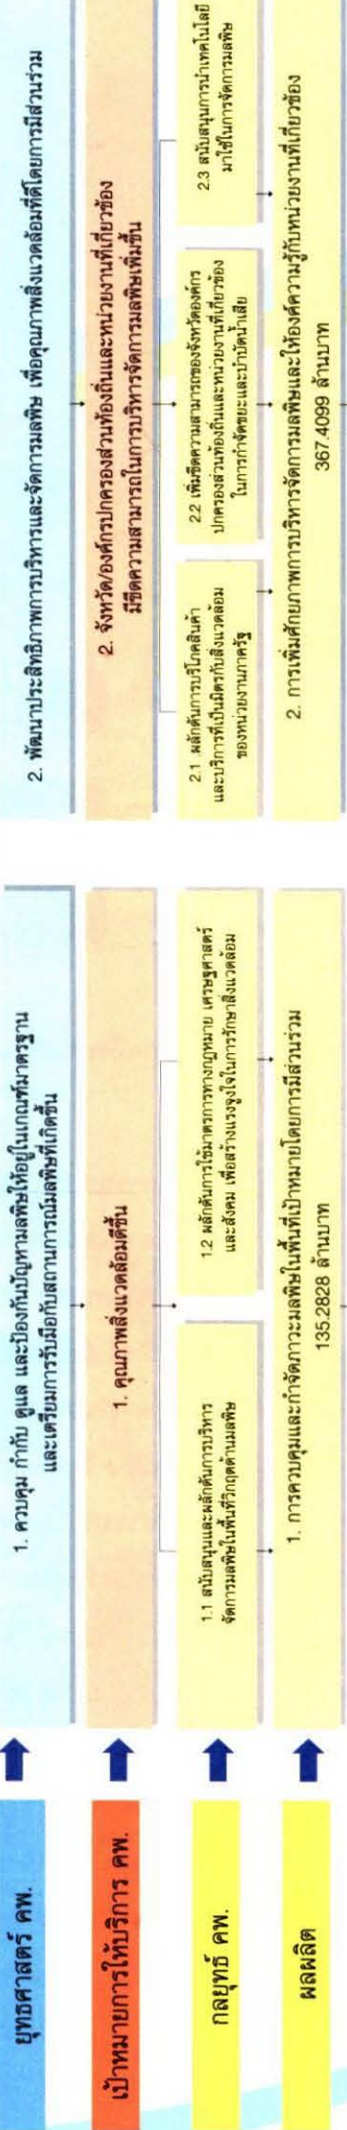 ยุทธศาสตร์ คพ.
1. ควบคุม กำกับ ดูแล และป้องกันปัญหามลพิษให้อยู่ในเกณฑ์มาตรฐาน
และเตรียมการรับมือกับสถานการณ์มลพิษที่เกิดขึ้น
2. พัฒนาประสิทธิภาพการบริหารและจัดการมลพิษ เพื่อคุณภาพสิ่งแวดล้อมที่ดีโดยการมีส่วนร่วม
เป้าหมายการให้บริการ คพ.
1. คุณภาพสิ่งแวดล้อมดีขึ้น
2. จังหวัด/องค์กรปกครองส่วนท้องถิ่นและหน่วยงานที่เกี่ยวข้อง
มีขีดความสามารถในการบริหารจัดการมลพิษเพิ่มขึ้น
กลยุทธ์ คพ.
1.1 สนับสนุนและผลักดันการบริหาร
จัดการมลพิษในพื้นที่วิกฤตด้านมลพิษ
1.2 ผลักดันการใช้มาตรการทางกฎหมาย เศรษฐศาสตร์
และสังคม เพื่อสร้างแรงจูงใจในการรักษาสิ่งแวดล้อม
2.1 ผลักดันการบริโภคสินค้า
และบริการที่เป็นมิตรกับสิ่งแวดล้อม
ของหน่วยงานภาครัฐ
2.2 เพิ่มขีดความสามารถของจังหวัดองค์กร
ปกครองส่วนท้องถิ่นและหน่วยงานที่เกี่ยวข้อง
ในการกำจัดขยะและบำบัดน้ำเสีย
2.3 สนับสนุนการนำเทคโนโลยี
มาใช้ในการจัดการมลพิษ
ผลผลิต
1. การควบคุมและกำจัดภาวะมลพิษในพื้นที่เป้าหมายโดยการมีส่วนร่วม
135.2828 ล้านบาท
2. การเพิ่มศักยภาพการบริหารจัดการมลพิษและให้องค์ความรู้กับหน่วยงานที่เกี่ยวข้อง
367.4099 ล้านบาท